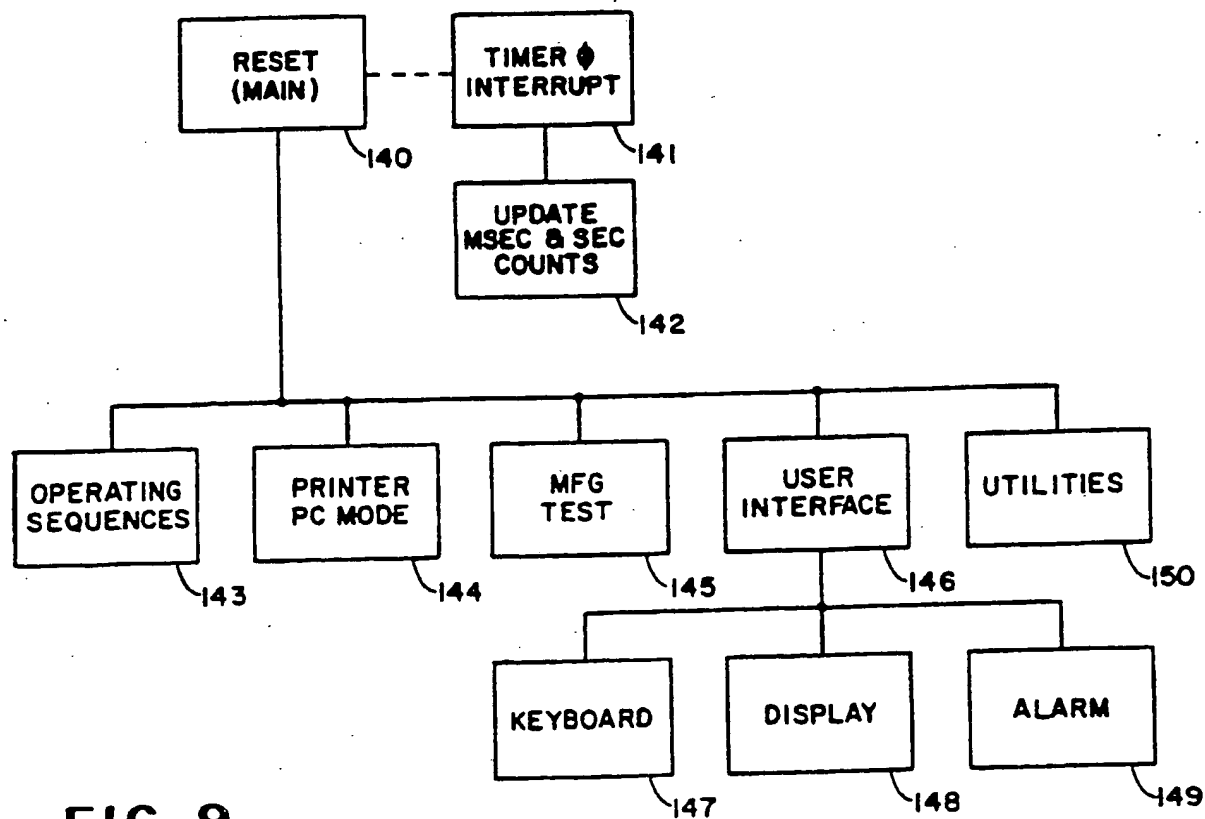 RESET
(MAIN)
140
TIMER ϕ
INTERRUPT
141
UPDATE
MSEC & SEC
COUNTS
142
OPERATING
SEQUENCES
143
PRINTER
PC MODE
144
MFG
TEST
145
USER
INTERFACE
146
UTILITIES
150
KEYBOARD
147
DISPLAY
148
ALARM
149
FIG